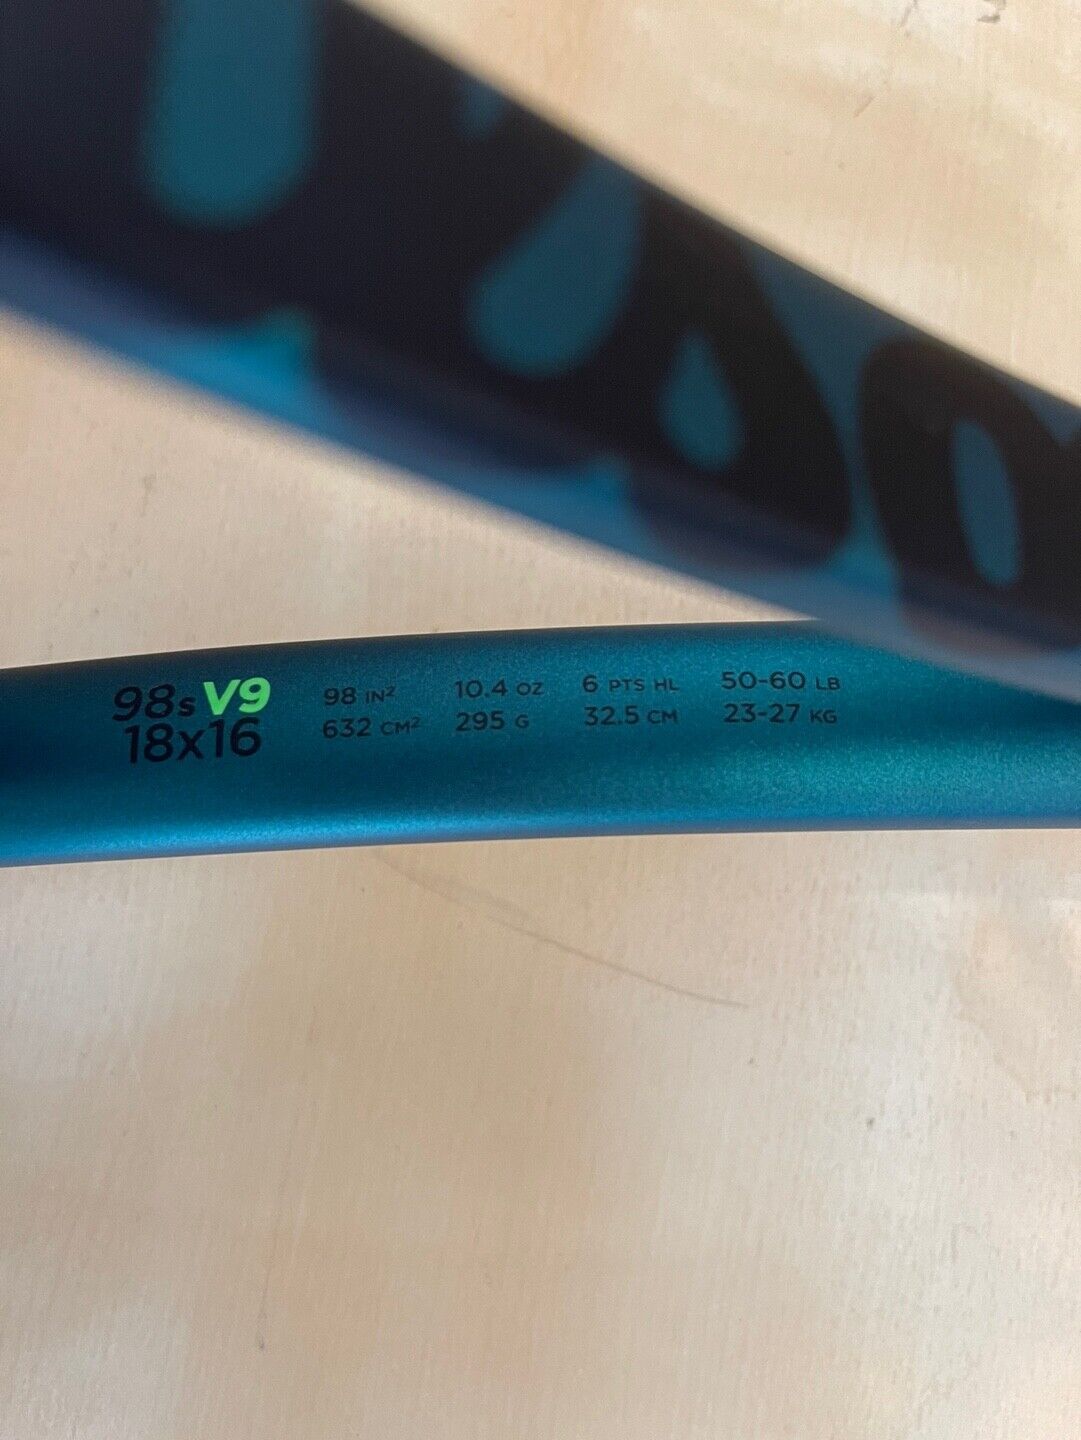 98s V9 98 IN² 10.4 OZ 6 PTS HL 50-60 LB
18x16 632 CM² 295 G 32.5 CM 23-27 KG